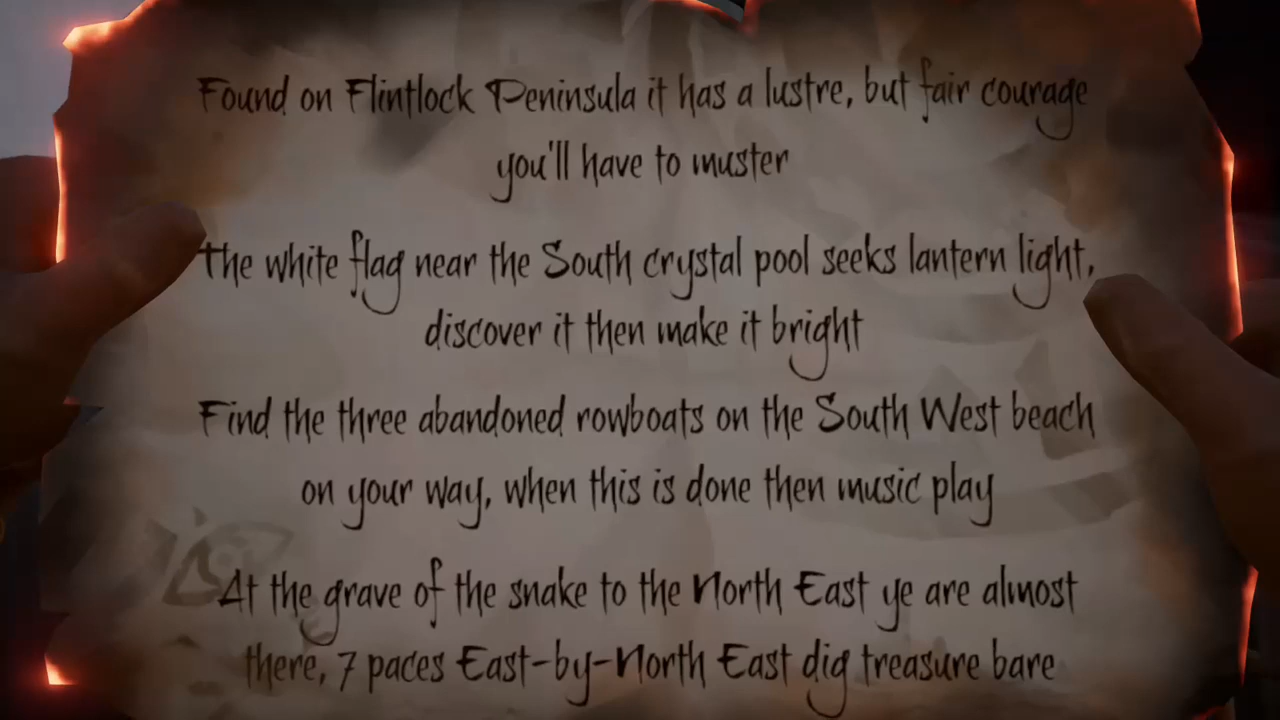 Found on Flintlock Peninsula it has a lustre, but fair courage
you'll have to muster
The white flag near the South crystal pool seeks lantern light,
discover it then make it bright
Find the three abandoned rowboats on the South West beach
on your way, when this is done then music play
At the grave of the snake to the North East ye are almost
there, 7 paces East-by-North East dig treasure bare